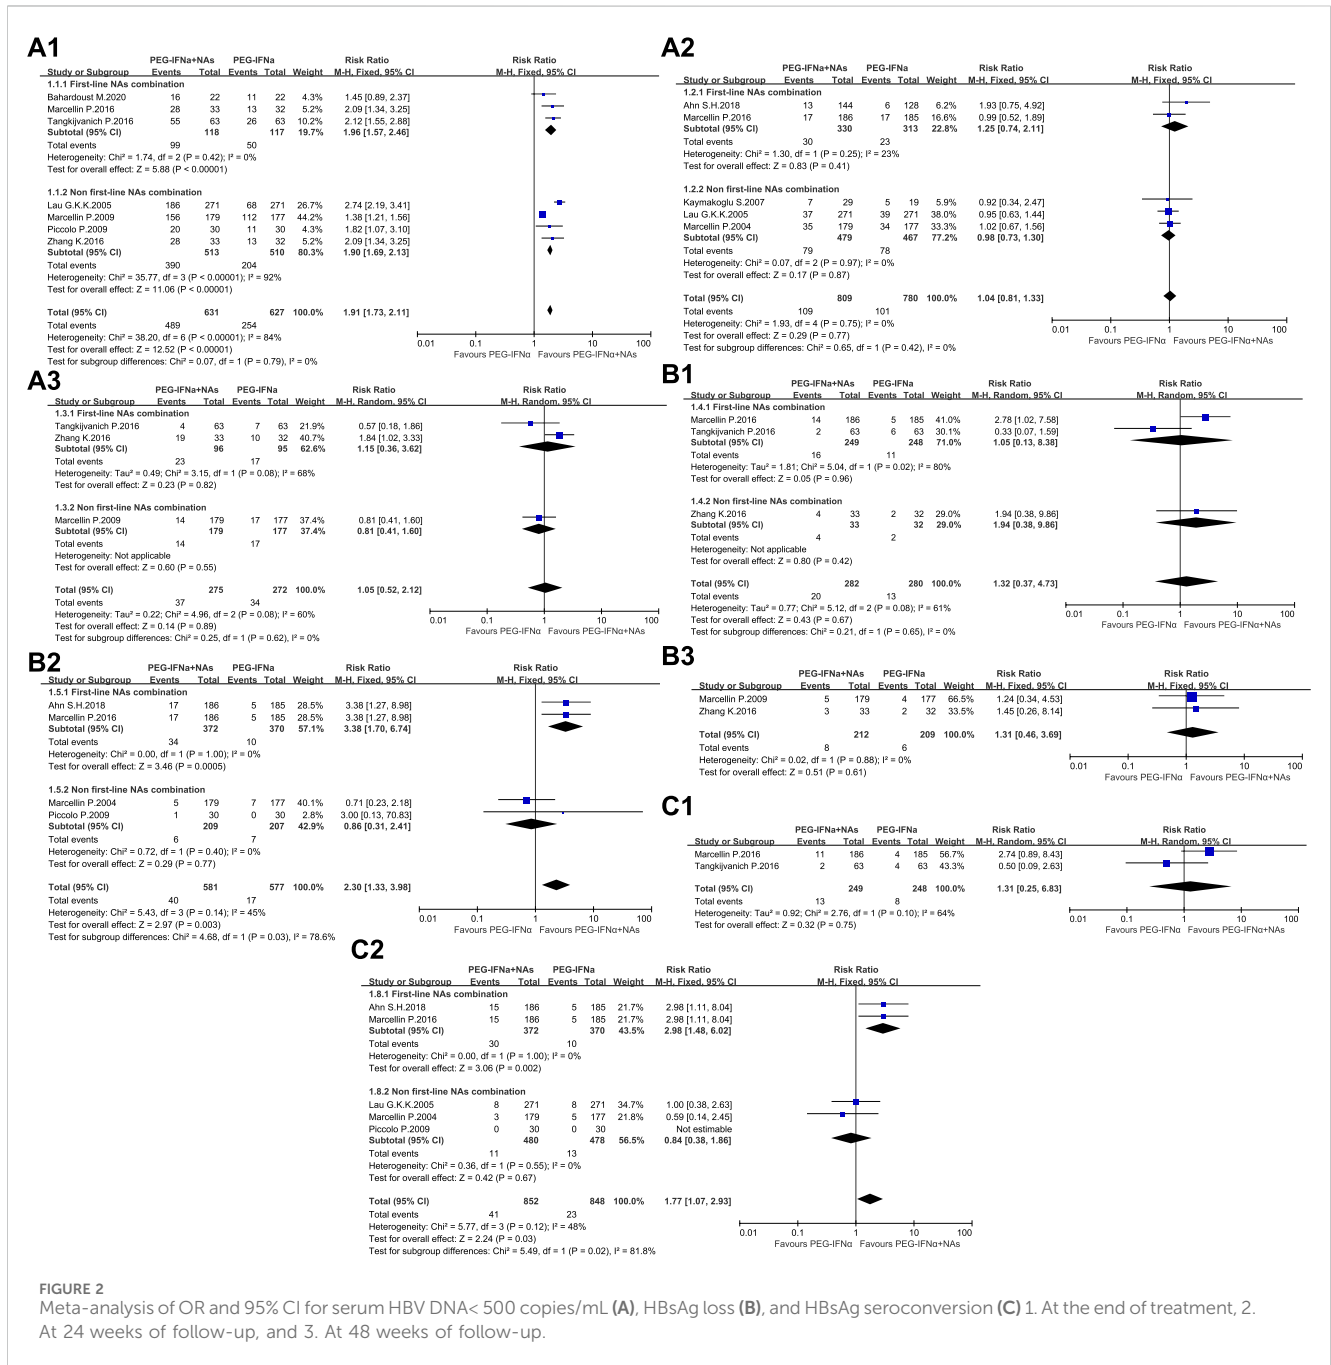 A1
PEG-IFNa+NAs PEG-IFNa Risk Ratio Risk Ratio
Study or Subgroup Events Total Events Total Weight M-H, Fixed, 95% CI M-H, Fixed, 95% CI
1.1.1 First-line NAs combination
Bahardoust M.2020 16 22 11 22 4.3% 1.45 [0.89, 2.37]
Marcellin P.2016 28 33 13 32 5.2% 2.09 [1.34, 3.25]
Tangkijvanich P.2016 55 63 26 63 10.2% 2.12 [1.55, 2.88]
Subtotal (95% CI) 118 117 19.7% 1.96 [1.57, 2.46]
Total events 99 50
Heterogeneity: Chi² = 1.74, df = 2 (P = 0.42); I² = 0%
Test for overall effect: Z = 5.88 (P < 0.00001)
1.1.2 Non first-line NAs combination
Lau G.K.K.2005 186 271 68 271 26.7% 2.74 [2.19, 3.41]
Marcellin P.2009 156 179 112 177 44.2% 1.38 [1.21, 1.56]
Piccolo P.2009 20 30 11 30 4.3% 1.82 [1.07, 3.10]
Zhang K.2016 28 33 13 32 5.2% 2.09 [1.34, 3.25]
Subtotal (95% CI) 513 510 80.3% 1.90 [1.69, 2.13]
Total events 390 204
Heterogeneity: Chi² = 35.77, df = 3 (P < 0.00001); I² = 92%
Test for overall effect: Z = 11.06 (P < 0.00001)
Total (95% CI) 631 627 100.0% 1.91 [1.73, 2.11]
Total events 489 254
Heterogeneity: Chi² = 38.20, df = 6 (P < 0.00001); I² = 84%
Test for overall effect: Z = 12.52 (P < 0.00001)
Test for subgroup differences: Chi² = 0.07, df = 1 (P = 0.79), I² = 0%
0.01 0.1 1 10 100
Favours PEG-IFNα Favours PEG-IFNα+NAs
A2
PEG-IFNa+NAs PEG-IFNa Risk Ratio Risk Ratio
Study or Subgroup Events Total Events Total Weight M-H, Fixed, 95% CI M-H, Fixed, 95% CI
1.2.1 First-line NAs combination
Ahn S.H.2018 13 144 6 128 6.2% 1.93 [0.75, 4.92]
Marcellin P.2016 17 186 17 185 16.6% 0.99 [0.52, 1.89]
Subtotal (95% CI) 330 313 22.8% 1.25 [0.74, 2.11]
Total events 30 23
Heterogeneity: Chi² = 1.30, df = 1 (P = 0.25); I² = 23%
Test for overall effect: Z = 0.83 (P = 0.41)
1.2.2 Non first-line NAs combination
Kaymakoglu S.2007 7 29 5 19 5.9% 0.92 [0.34, 2.47]
Lau G.K.K.2005 37 271 39 271 38.0% 0.95 [0.63, 1.44]
Marcellin P.2004 35 179 34 177 33.4% 1.02 [0.67, 1.56]
Subtotal (95% CI) 479 467 77.2% 0.98 [0.73, 1.30]
Total events 79 78
Heterogeneity: Chi² = 0.07, df = 2 (P = 0.97); I² = 0%
Test for overall effect: Z = 0.17 (P = 0.87)
Total (95% CI) 809 780 100.0% 1.04 [0.81, 1.33]
Total events 109 101
Heterogeneity: Chi² = 1.93, df = 4 (P = 0.75); I² = 0%
Test for overall effect: Z = 0.29 (P = 0.77)
Test for subgroup differences: Chi² = 0.65, df = 1 (P = 0.42), I² = 0%
0.01 0.1 1 10 100
Favours PEG-IFNα Favours PEG-IFNα+NAs
A3
PEG-IFNa+NAs PEG-IFNa Risk Ratio Risk Ratio
Study or Subgroup Events Total Events Total Weight M-H, Random, 95% CI M-H, Random, 95% CI
1.3.1 First-line NAs combination
Tangkijvanich P.2016 4 63 7 63 21.9% 0.57 [0.18, 1.86]
Zhang K.2016 19 33 10 32 40.7% 1.84 [1.02, 3.33]
Subtotal (95% CI) 96 95 62.6% 1.15 [0.36, 3.62]
Total events 23 17
Heterogeneity: Tau² = 0.49; Chi² = 3.15, df = 1 (P = 0.08); I² = 68%
Test for overall effect: Z = 0.23 (P = 0.82)
1.3.2 Non first-line NAs combination
Marcellin P.2009 14 179 17 177 37.4% 0.81 [0.41, 1.60]
Subtotal (95% CI) 179 177 37.4% 0.81 [0.41, 1.60]
Total events 14 17
Heterogeneity: Not applicable
Test for overall effect: Z = 0.60 (P = 0.55)
Total (95% CI) 275 272 100.0% 1.05 [0.52, 2.12]
Total events 37 34
Heterogeneity: Tau² = 0.22; Chi² = 4.96, df = 2 (P = 0.08); I² = 60%
Test for overall effect: Z = 0.14 (P = 0.89)
Test for subgroup differences: Chi² = 0.25, df = 1 (P = 0.62), I² = 0%
0.01 0.1 1 10 100
Favours PEG-IFNα Favours PEG-IFNα+NAs
B1
PEG-IFNa+NAs PEG-IFNa Risk Ratio Risk Ratio
Study or Subgroup Events Total Events Total Weight M-H, Random, 95% CI M-H, Random, 95% CI
1.4.1 First-line NAs combination
Marcellin P.2016 14 186 5 185 41.0% 2.78 [1.02, 7.58]
Tangkijvanich P.2016 2 63 6 63 30.1% 0.33 [0.07, 1.59]
Subtotal (95% CI) 249 248 71.0% 1.05 [0.13, 8.38]
Total events 16 11
Heterogeneity: Tau² = 1.81; Chi² = 5.04, df = 1 (P = 0.02); I² = 80%
Test for overall effect: Z = 0.05 (P = 0.96)
1.4.2 Non first-line NAs combination
Zhang K.2016 4 33 2 32 29.0% 1.94 [0.38, 9.86]
Subtotal (95% CI) 33 32 29.0% 1.94 [0.38, 9.86]
Total events 4 2
Heterogeneity: Not applicable
Test for overall effect: Z = 0.80 (P = 0.42)
Total (95% CI) 282 280 100.0% 1.32 [0.37, 4.73]
Total events 20 13
Heterogeneity: Tau² = 0.77; Chi² = 5.12, df = 2 (P = 0.08); I² = 61%
Test for overall effect: Z = 0.43 (P = 0.67)
Test for subgroup differences: Chi² = 0.21, df = 1 (P = 0.65), I² = 0%
0.01 0.1 1 10 100
Favours PEG-IFNα Favours PEG-IFNα+NAs
B2
PEG-IFNa+NAs PEG-IFNa Risk Ratio Risk Ratio
Study or Subgroup Events Total Events Total Weight M-H, Fixed, 95% CI M-H, Fixed, 95% CI
1.5.1 First-line NAs combination
Ahn S.H.2018 17 186 5 185 28.5% 3.38 [1.27, 8.98]
Marcellin P.2016 17 186 5 185 28.5% 3.38 [1.27, 8.98]
Subtotal (95% CI) 372 370 57.1% 3.38 [1.70, 6.74]
Total events 34 10
Heterogeneity: Chi² = 0.00, df = 1 (P = 1.00); I² = 0%
Test for overall effect: Z = 3.46 (P = 0.0005)
1.5.2 Non first-line NAs combination
Marcellin P.2004 5 179 7 177 40.1% 0.71 [0.23, 2.18]
Piccolo P.2009 1 30 0 30 2.8% 3.00 [0.13, 70.83]
Subtotal (95% CI) 209 207 42.9% 0.86 [0.31, 2.41]
Total events 6 7
Heterogeneity: Chi² = 0.72, df = 1 (P = 0.40); I² = 0%
Test for overall effect: Z = 0.29 (P = 0.77)
Total (95% CI) 581 577 100.0% 2.30 [1.33, 3.98]
Total events 40 17
Heterogeneity: Chi² = 5.43, df = 3 (P = 0.14); I² = 45%
Test for overall effect: Z = 2.97 (P = 0.003)
Test for subgroup differences: Chi² = 4.68, df = 1 (P = 0.03), I² = 78.6%
0.01 0.1 1 10 100
Favours PEG-IFNα Favours PEG-IFNα+NAs
B3
PEG-IFNa+NAs PEG-IFNa Risk Ratio Risk Ratio
Study or Subgroup Events Total Events Total Weight M-H, Fixed, 95% CI M-H, Fixed, 95% CI
Marcellin P.2009 5 179 4 177 66.5% 1.24 [0.34, 4.53]
Zhang K.2016 3 33 2 32 33.5% 1.45 [0.26, 8.14]
Total (95% CI) 212 209 100.0% 1.31 [0.46, 3.69]
Total events 8 6
Heterogeneity: Chi² = 0.02, df = 1 (P = 0.88); I² = 0%
Test for overall effect: Z = 0.51 (P = 0.61)
0.01 0.1 1 10 100
Favours PEG-IFNα Favours PEG-IFNα+NAs
C1
PEG-IFNa+NAs PEG-IFNa Risk Ratio Risk Ratio
Study or Subgroup Events Total Events Total Weight M-H, Random, 95% CI M-H, Random, 95% CI
Marcellin P.2016 11 186 4 185 56.7% 2.74 [0.89, 8.43]
Tangkijvanich P.2016 2 63 4 63 43.3% 0.50 [0.09, 2.63]
Total (95% CI) 249 248 100.0% 1.31 [0.25, 6.83]
Total events 13 8
Heterogeneity: Tau² = 0.92; Chi² = 2.76, df = 1 (P = 0.10); I² = 64%
Test for overall effect: Z = 0.32 (P = 0.75)
0.01 0.1 1 10 100
Favours PEG-IFNα Favours PEG-IFNα+NAs
C2
PEG-IFNa+NAs PEG-IFNa Risk Ratio Risk Ratio
Study or Subgroup Events Total Events Total Weight M-H, Fixed, 95% CI M-H, Fixed, 95% CI
1.8.1 First-line NAs combination
Ahn S.H.2018 15 186 5 185 21.7% 2.98 [1.11, 8.04]
Marcellin P.2016 15 186 5 185 21.7% 2.98 [1.11, 8.04]
Subtotal (95% CI) 372 370 43.5% 2.98 [1.48, 6.02]
Total events 30 10
Heterogeneity: Chi² = 0.00, df = 1 (P = 1.00); I² = 0%
Test for overall effect: Z = 3.06 (P = 0.002)
1.8.2 Non first-line NAs combination
Lau G.K.K.2005 8 271 8 271 34.7% 1.00 [0.38, 2.63]
Marcellin P.2004 3 179 5 177 21.8% 0.59 [0.14, 2.45]
Piccolo P.2009 0 30 0 30 Not estimable
Subtotal (95% CI) 480 478 56.5% 0.84 [0.38, 1.86]
Total events 11 13
Heterogeneity: Chi² = 0.36, df = 1 (P = 0.55); I² = 0%
Test for overall effect: Z = 0.42 (P = 0.67)
Total (95% CI) 852 848 100.0% 1.77 [1.07, 2.93]
Total events 41 23
Heterogeneity: Chi² = 5.77, df = 3 (P = 0.12); I² = 48%
Test for overall effect: Z = 2.24 (P = 0.03)
Test for subgroup differences: Chi² = 5.49, df = 1 (P = 0.02), I² = 81.8%
0.01 0.1 1 10 100
Favours PEG-IFNα Favours PEG-IFNα+NAs
FIGURE 2
Meta-analysis of OR and 95% CI for serum HBV DNA< 500 copies/mL (A), HBsAg loss (B), and HBsAg seroconversion (C) 1. At the end of treatment, 2.
At 24 weeks of follow-up, and 3. At 48 weeks of follow-up.